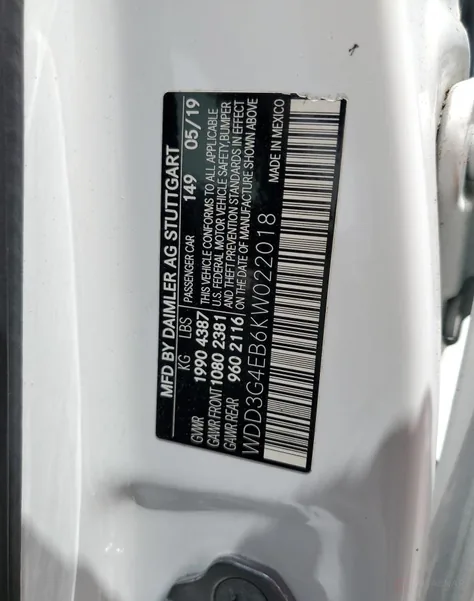 MFD BY DAIMLER AG STUTTGART
KG LBS PASSENGER CAR 149 05/19
GVWR 1990 4387 THIS VEHICLE CONFORMS TO ALL APPLICABLE
GAWR FRONT 1080 2381 U.S. FEDERAL MOTOR VEHICLE SAFETY,BUMPER
GAWR REAR 960 2116 AND THEFT PREVENTION STANDARDS IN EFFECT
ON THE DATE OF MANUFACTURE SHOWN ABOVE
WDD3G4EB6KW022018 MADE IN MEXICO